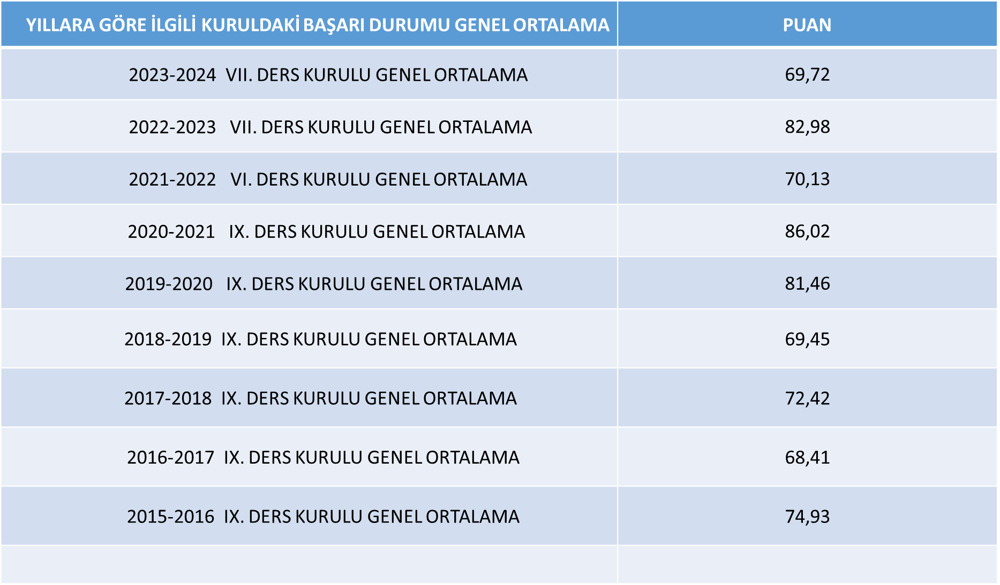 YILLARA GÖRE İLGİLİ KURULDAKİ BAŞARI DURUMU GENEL ORTALAMA PUAN
2023-2024 VII. DERS KURULU GENEL ORTALAMA 69,72
2022-2023 VII. DERS KURULU GENEL ORTALAMA 82,98
2021-2022 VI. DERS KURULU GENEL ORTALAMA 70,13
2020-2021 IX. DERS KURULU GENEL ORTALAMA 86,02
2019-2020 IX. DERS KURULU GENEL ORTALAMA 81,46
2018-2019 IX. DERS KURULU GENEL ORTALAMA 69,45
2017-2018 IX. DERS KURULU GENEL ORTALAMA 72,42
2016-2017 IX. DERS KURULU GENEL ORTALAMA 68,41
2015-2016 IX. DERS KURULU GENEL ORTALAMA 74,93